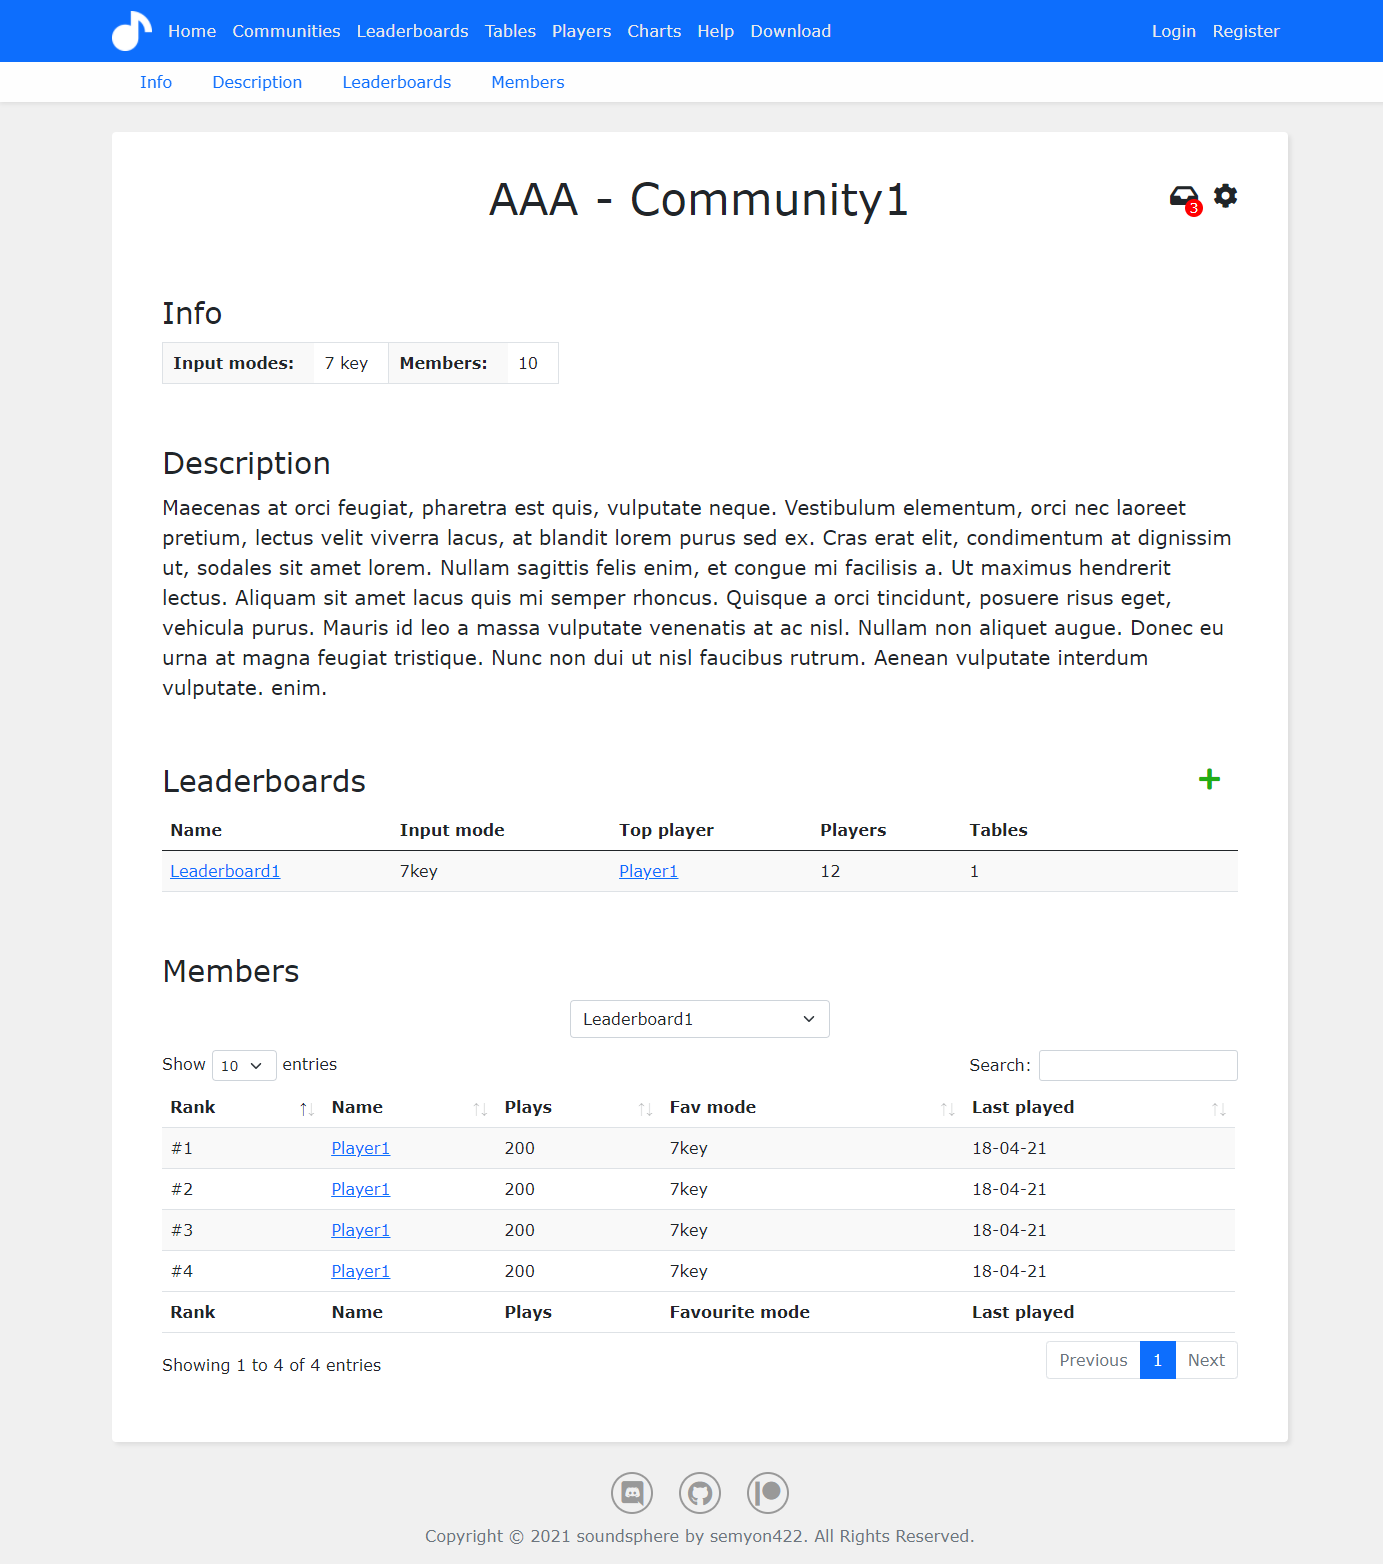 Home Communities Leaderboards Tables Players Charts Help Download Login Register
Info Description Leaderboards Members
AAA - Community1
3
Info
Input modes: 7 key Members: 10
Description
Maecenas at orci feugiat, pharetra est quis, vulputate neque. Vestibulum elementum, orci nec laoreet
pretium, lectus velit viverra lacus, at blandit lorem purus sed ex. Cras erat elit, condimentum at dignissim
ut, sodales sit amet lorem. Nullam sagittis felis enim, et congue mi facilisis a. Ut maximus hendrerit
lectus. Aliquam sit amet lacus quis mi semper rhoncus. Quisque a orci tincidunt, posuere risus eget,
vehicula purus. Mauris id leo a massa vulputate venenatis at ac nisl. Nullam non aliquet augue. Donec eu
urna at magna feugiat tristique. Nunc non dui ut nisl faucibus rutrum. Aenean vulputate interdum
vulputate. enim.
Leaderboards
Name Input mode Top player Players Tables
Leaderboard1 7key Player1 12 1
Members
Leaderboard1
Show 10 entries Search:
Rank Name Plays Fav mode Last played
#1 Player1 200 7key 18-04-21
#2 Player1 200 7key 18-04-21
#3 Player1 200 7key 18-04-21
#4 Player1 200 7key 18-04-21
Rank Name Plays Favourite mode Last played
Showing 1 to 4 of 4 entries Previous 1 Next
Copyright © 2021 soundsphere by semyon422. All Rights Reserved.